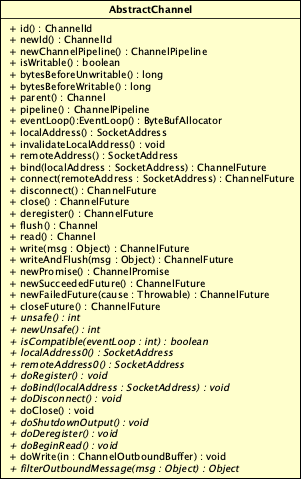 AbstractChannel
+ id() : ChannelId
+ newId() : ChannelId
+ newChannelPipeline() : ChannelPipeline
+ isWritable() : boolean
+ bytesBeforeUnwritable() : long
+ bytesBeforeWritable() : long
+ parent() : Channel
+ pipeline() : ChannelPipeline
+ eventLoop():EventLoop() : ByteBufAllocator
+ localAddress() : SocketAddress
+ invalidateLocalAddress() : void
+ remoteAddress() : SocketAddress
+ bind(localAddress : SocketAddress) : ChannelFuture
+ connect(remoteAddress : SocketAddress) : ChannelFuture
+ disconnect() : ChannelFuture
+ close() : ChannelFuture
+ deregister() : ChannelFuture
+ flush() : Channel
+ read() : Channel
+ write(msg : Object) : ChannelFuture
+ writeAndFlush(msg : Object) : ChannelFuture
+ newPromise() : ChannelPromise
+ newSucceededFuture() : ChannelFuture
+ newFailedFuture(cause : Throwable) : ChannelFuture
+ closeFuture() : ChannelFuture
+ unsafe() : int
+ newUnsafe() : int
+ isCompatible(eventLoop : int) : boolean
+ localAddress0() : SocketAddress
+ remoteAddress0() : SocketAddress
+ doRegister() : void
+ doBind(localAddress : SocketAddress) : void
+ doDisconnect() : void
+ doClose() : void
+ doShutdownOutput() : void
+ doDeregister() : void
+ doBeginRead() : void
+ doWrite(in : ChannelOutboundBuffer) : void
+ filterOutboundMessage(msg : Object) : Object